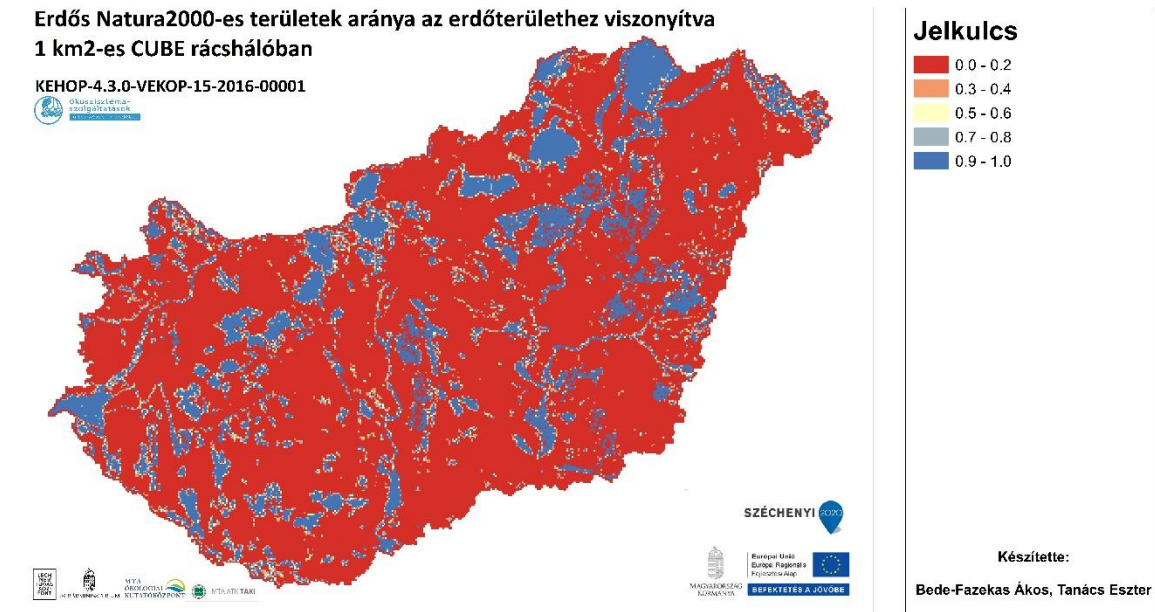 Erdős Natura2000-es területek aránya az erdőterülethez viszonyítva
1 km2-es CUBE rácshálóban
KEHOP-4.3.0-VEKOP-15-2016-00001
ökoszisztéma-
szolgáltatások
Jelkulcs
0.0 - 0.2
0.3 - 0.4
0.5 - 0.6
0.7 - 0.8
0.9 - 1.0
SZÉCHENYI 2020
MAGYARORSZÁG
KORMÁNYA
Európai Unió
Európai Regionális
Fejlesztési Alap
BEFEKTETÉS A JÖVŐBE
MTA
ÖKOLÓGIAI
KUTATÓKÖZPONT
MTA ATK TAKI
Készítette:
Bede-Fazekas Ákos, Tanács Eszter